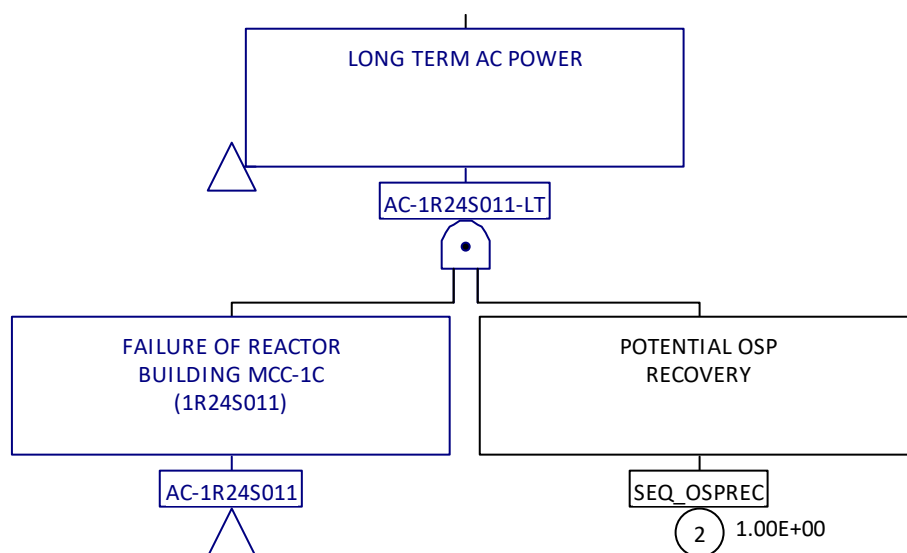 LONG TERM AC POWER
AC-1R24S011-LT
FAILURE OF REACTOR
BUILDING MCC-1C
(1R24S011)
POTENTIAL OSP
RECOVERY
AC-1R24S011
SEQ_OSPREC
2
1.00E+00